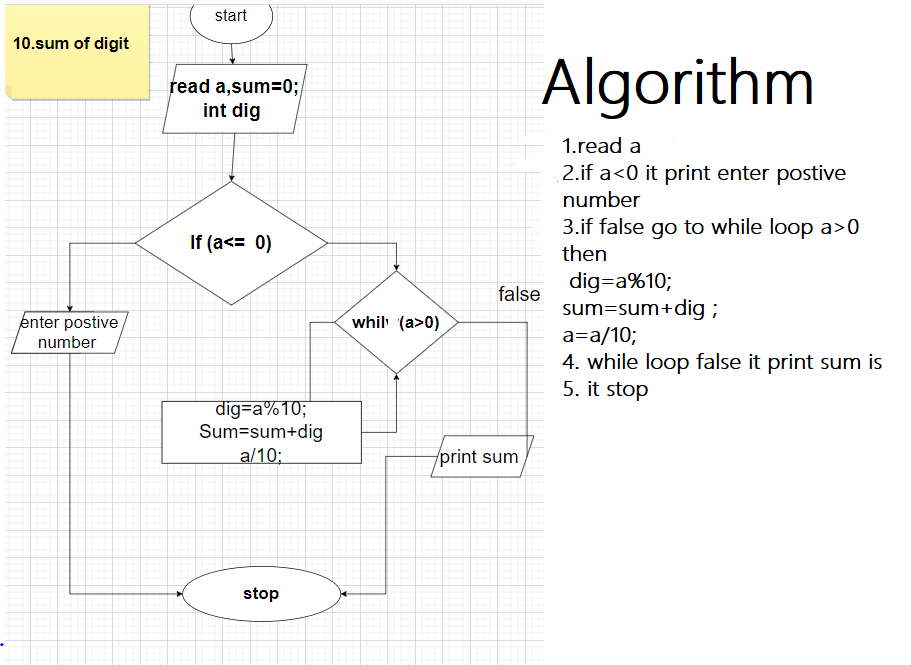 10.sum of digit
start
read a,sum=0;
int dig
If (a<= 0)
enter postive
number
false
(a>0)
dig=a%10;
Sum=sum+dig
a/10;
print sum
stop
Algorithm
1.read a
2.if a<0 it print enter postive
number
3.if false go to while loop a>0
then
dig=a%10;
sum=sum+dig ;
a=a/10;
4. while loop false it print sum is
5. it stop